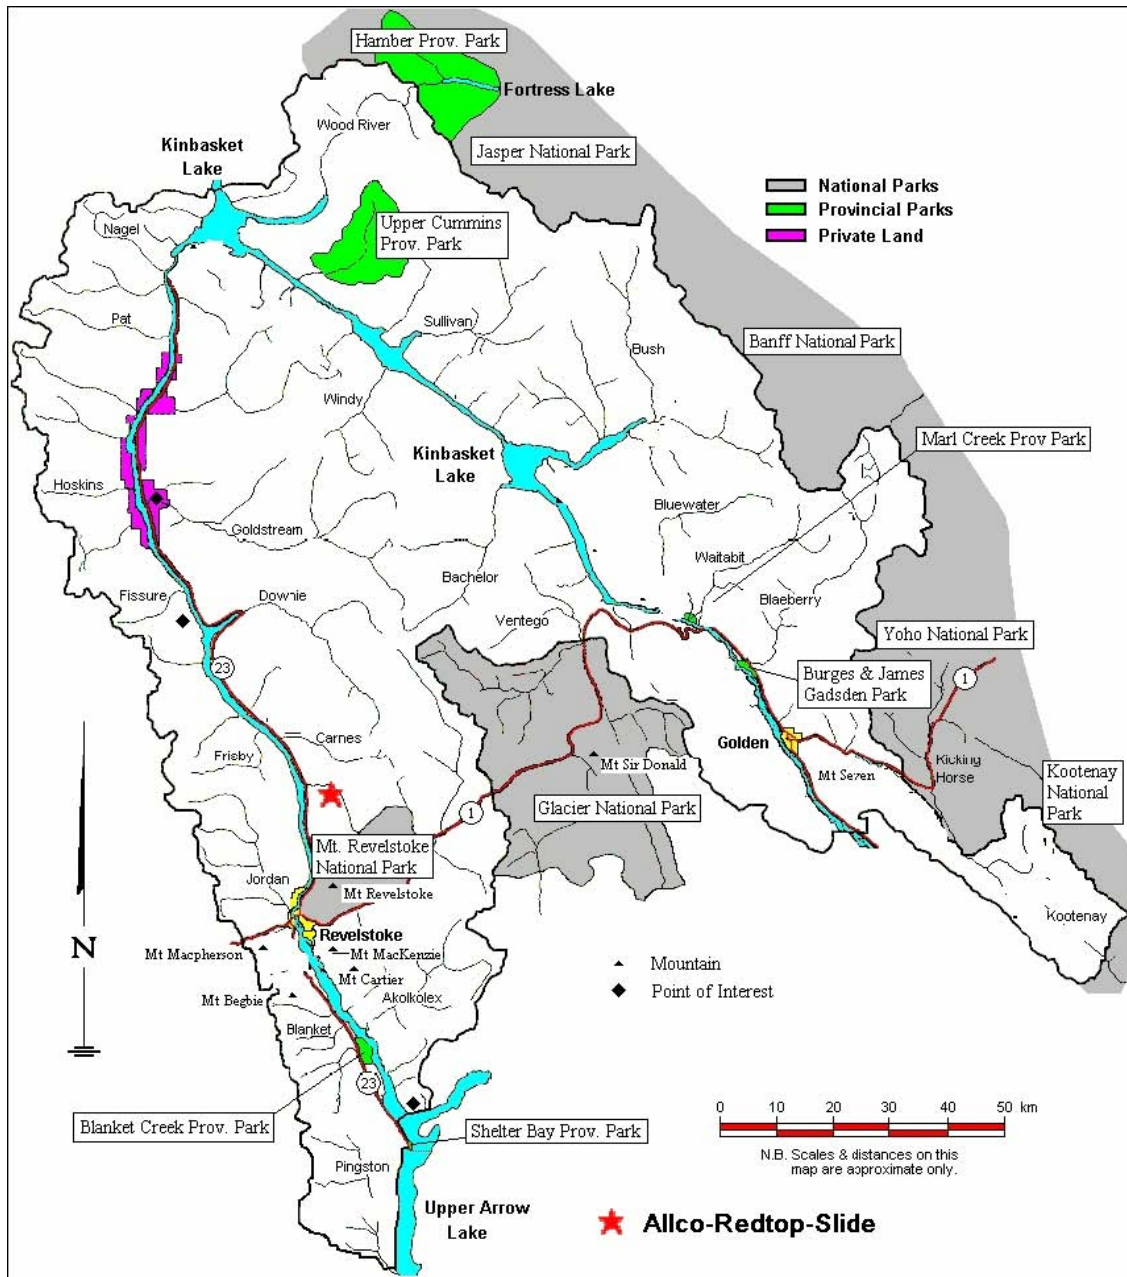 Hamber Prov. Park
Fortress Lake
Wood River
Kinbasket
Lake
Jasper National Park
National Parks
Provincial Parks
Private Land
Nagel
Upper Cummins
Prov. Park
Pat
Sullivan
Bush
Banff National Park
Windy
Marl Creek Prov Park
Kinbasket
Lake
Hoskins
Goldstream
Bluewater
Waitabit
Bachelor
Fissure
Downie
Blaeberry
Ventego
Yoho National Park
23
Burges & James
Gadsden Park
1
Carnes
Frisby
Golden
Mt Sir Donald
Mt Seven
Kicking
Horse
Kootenay
National
Park
Glacier National Park
1
Mt. Revelstoke
National Park
Jordan
Mt Revelstoke
Kootenay
Revelstoke
N
Mt Macpherson
Mt MacKenzie
Mt Cartier
Mountain
Point of Interest
Mt Begbie
Akolkolex
Blanket
23
Blanket Creek Prov. Park
Shelter Bay Prov. Park
0 10 20 30 40 50 km
N.B. Scales & distances on this
map are approximate only.
Pingston
Upper Arrow
Lake
Allco-Redtop-Slide